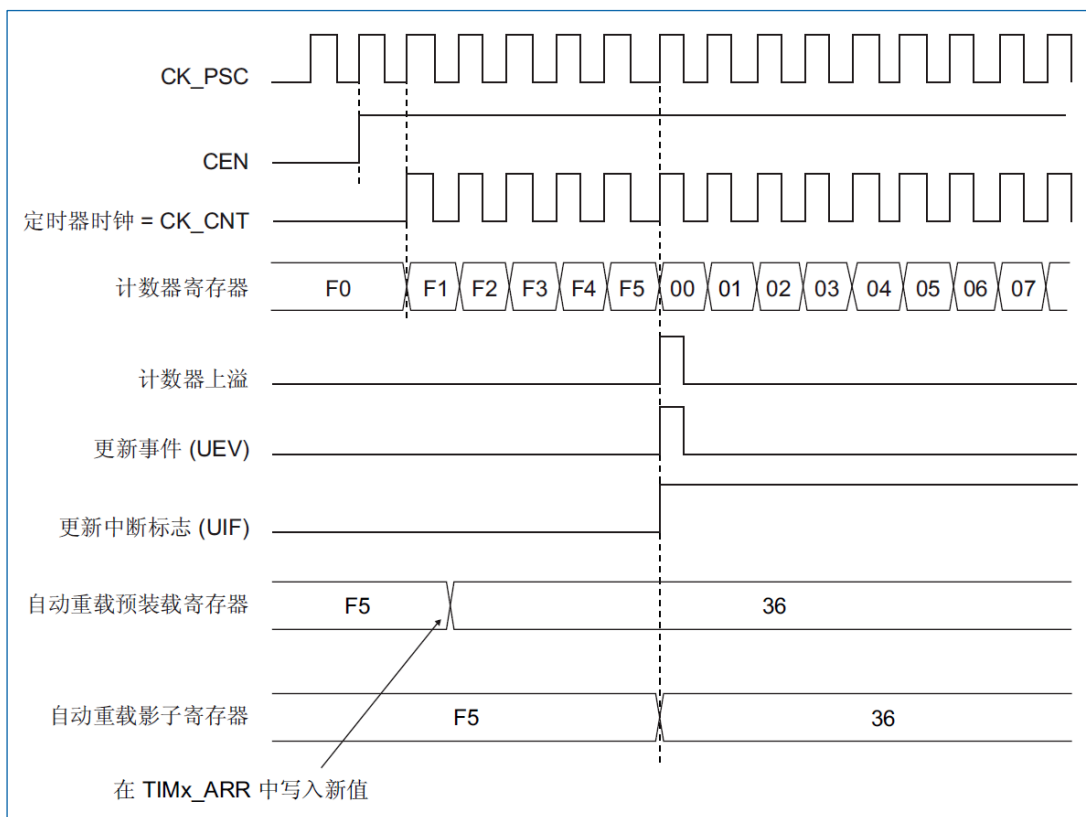 CK_PSC
CEN
定时器时钟 = CK_CNT
计数器寄存器 F0 F1 F2 F3 F4 F5 00 01 02 03 04 05 06 07
计数器上溢
更新事件 (UEV)
更新中断标志 (UIF)
自动重载预装载寄存器 F5 36
自动重载影子寄存器 F5 36
在 TIMx_ARR 中写入新值